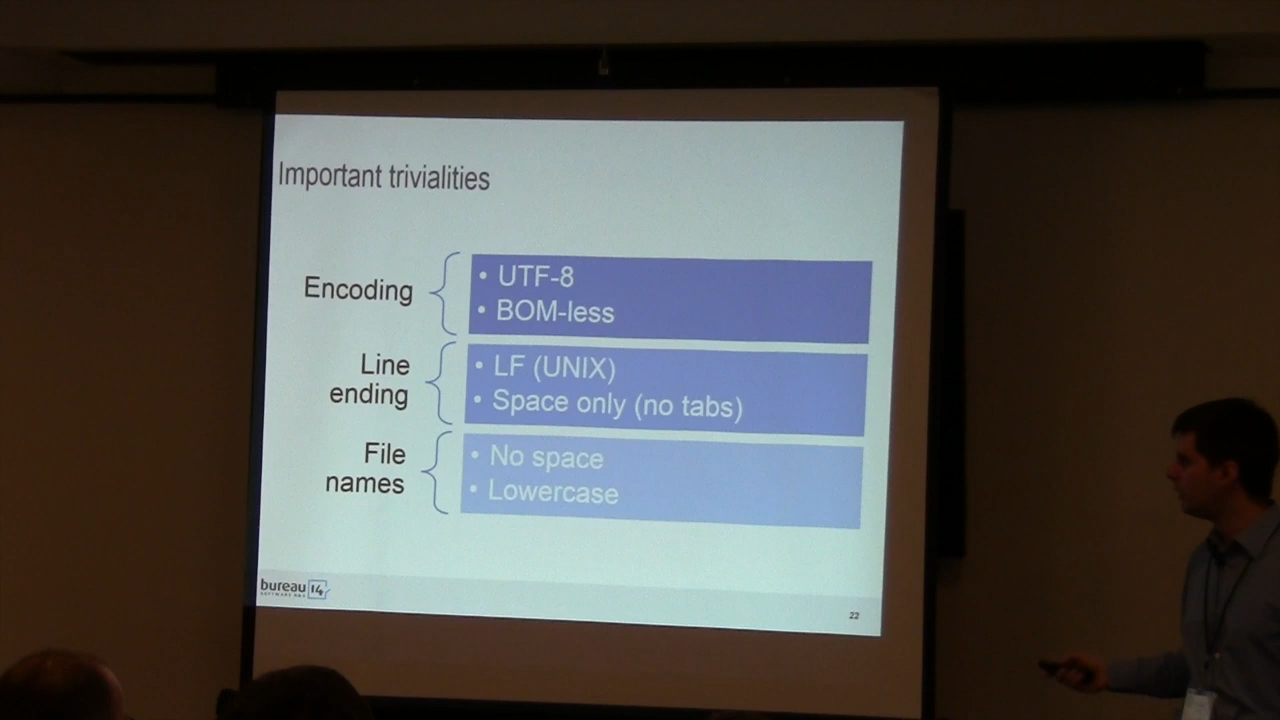 Important trivialities
Encoding
• UTF-8
• BOM-less
Line
ending
• LF (UNIX)
• Space only (no tabs)
File
names
• No space
• Lowercase
bureau 14
22